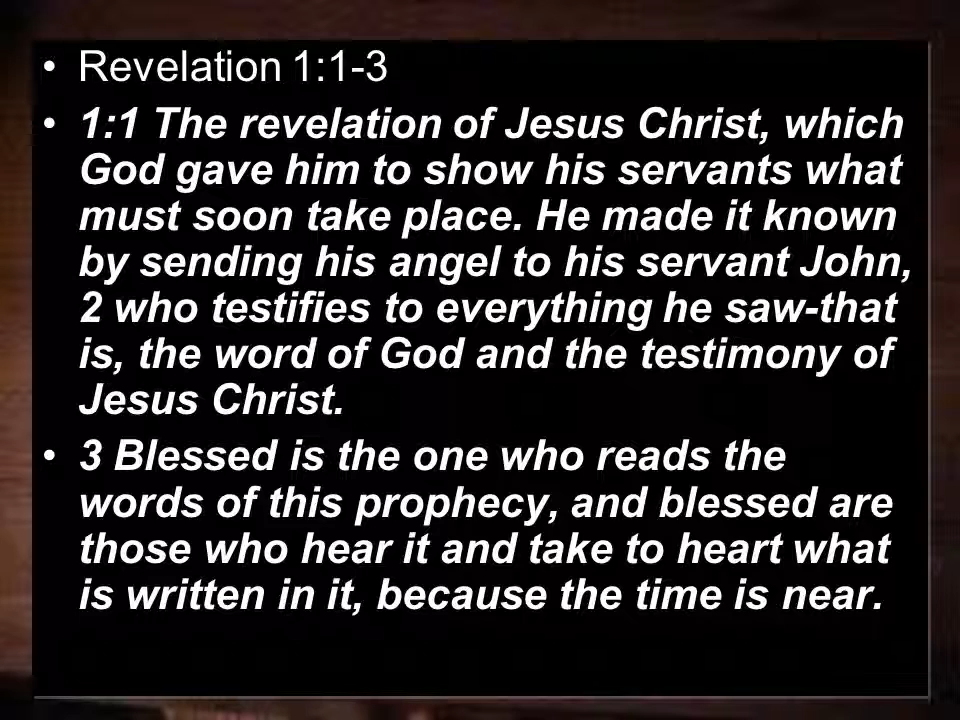 • Revelation 1:1-3
• 1:1 The revelation of Jesus Christ, which
God gave him to show his servants what
must soon take place. He made it known
by sending his angel to his servant John,
2 who testifies to everything he saw-that
is, the word of God and the testimony of
Jesus Christ.
• 3 Blessed is the one who reads the
words of this prophecy, and blessed are
those who hear it and take to heart what
is written in it, because the time is near.